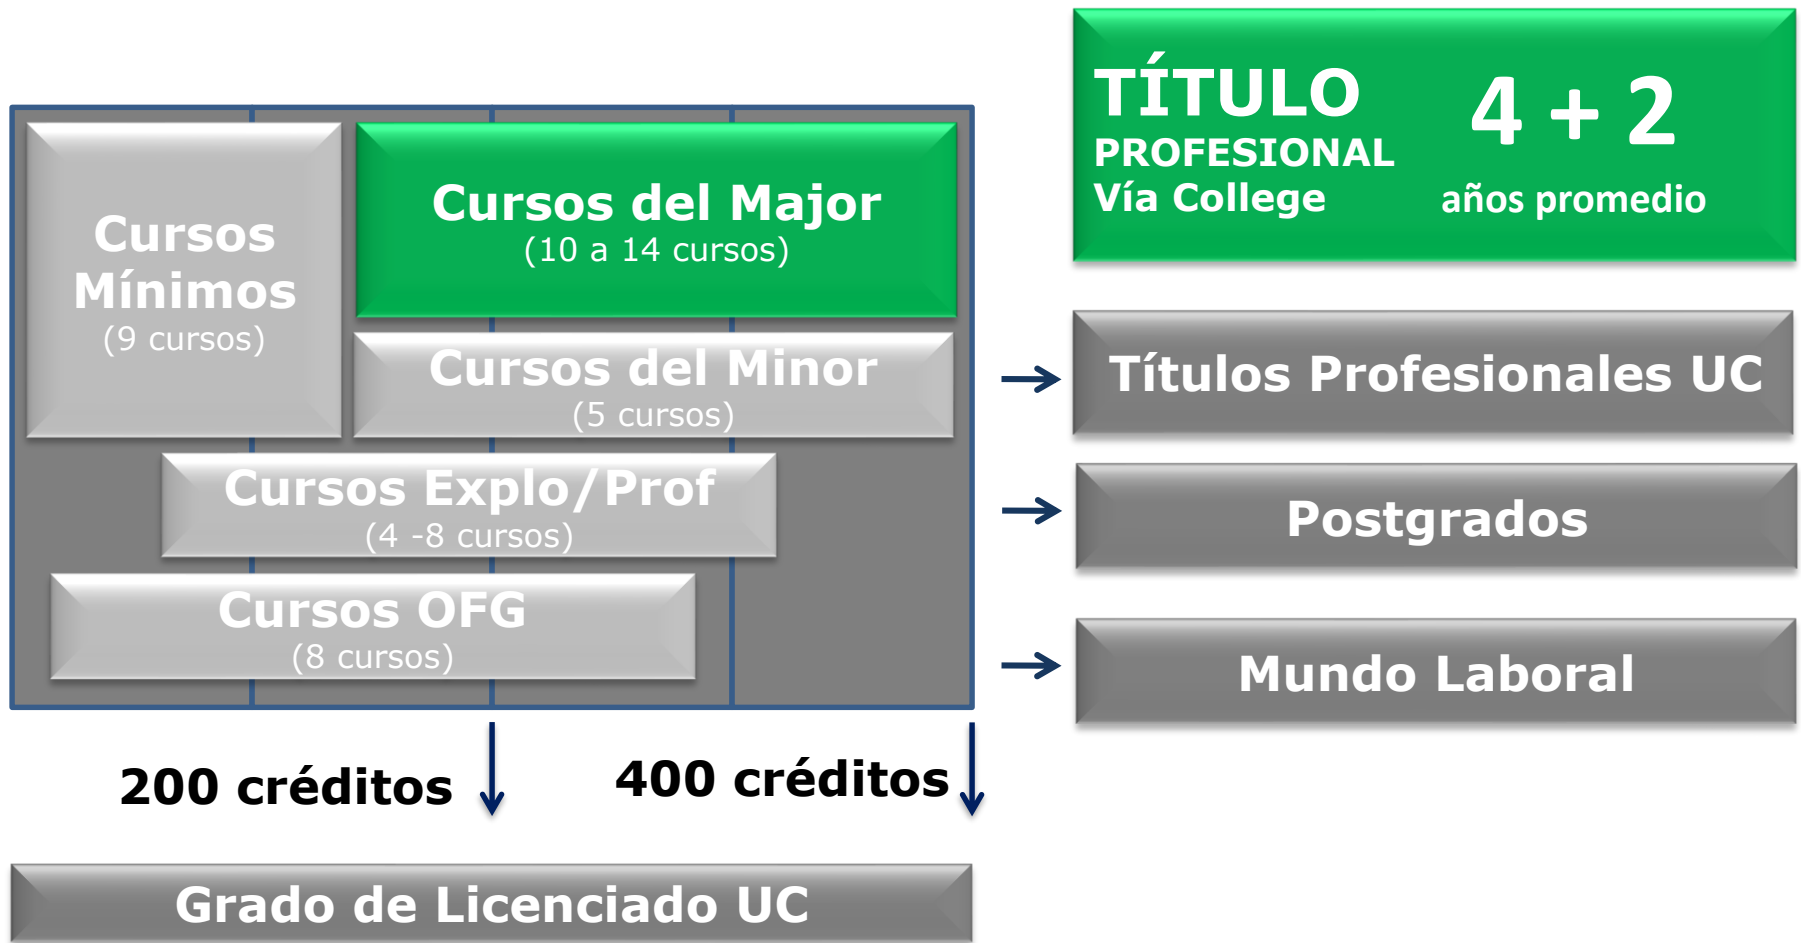 TÍTULO
PROFESIONAL
Vía College
4 + 2
años promedio
Cursos
Mínimos
(9 cursos)
Cursos del Major
(10 a 14 cursos)
Cursos del Minor
(5 cursos)
Cursos Explo/Prof
(4 -8 cursos)
Cursos OFG
(8 cursos)
Títulos Profesionales UC
Postgrados
Mundo Laboral
200 créditos
400 créditos
Grado de Licenciado UC